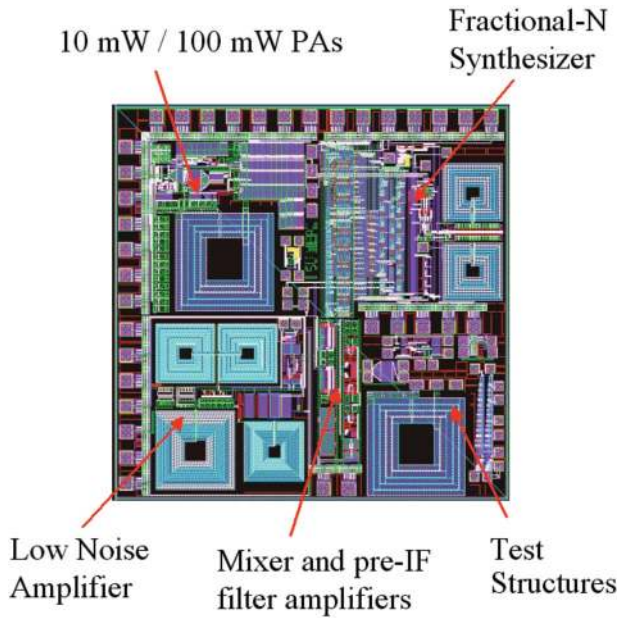 10 mW / 100 mW PAs
Fractional-N
Synthesizer
Low Noise
Amplifier
Mixer and pre-IF
filter amplifiers
Test
Structures